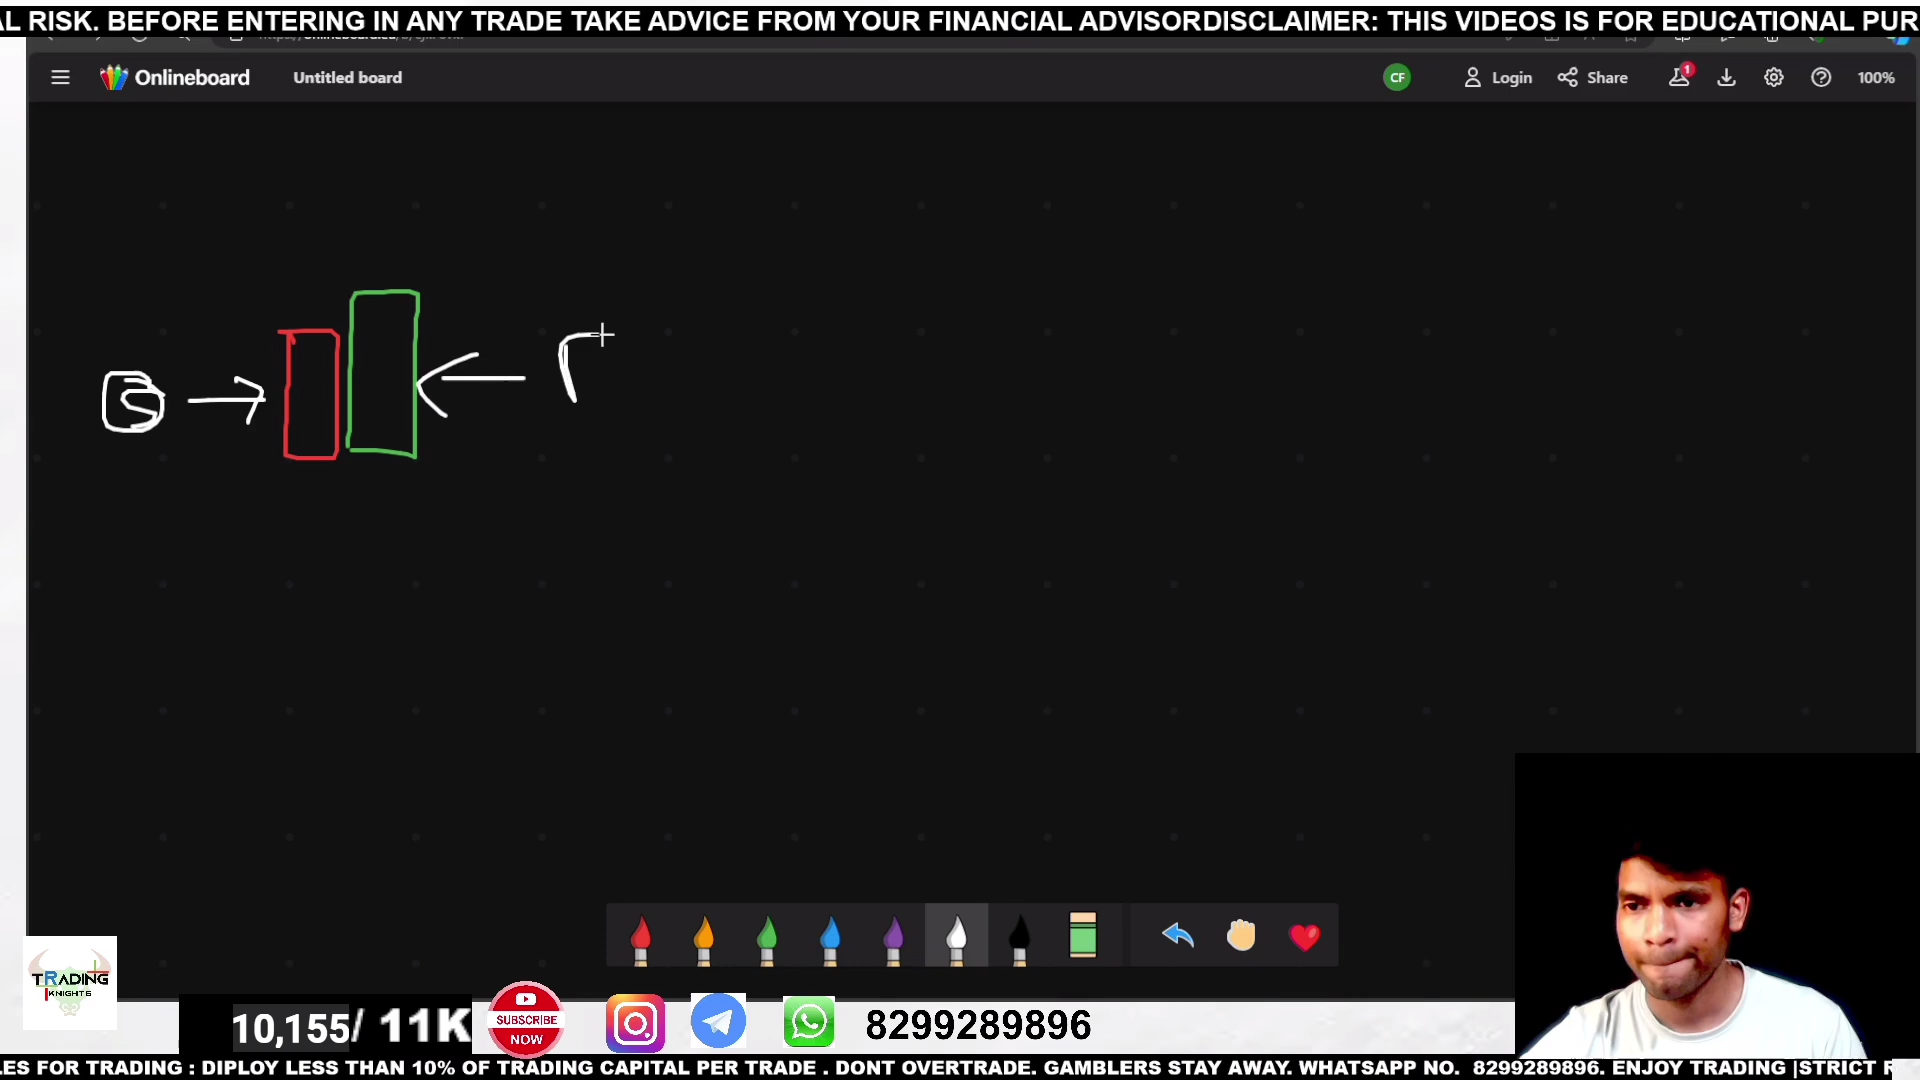 AL RISK. BEFORE ENTERING IN ANY TRADE TAKE ADVICE FROM YOUR FINANCIAL ADVISORDISCLAIMER: THIS VIDEOS IS FOR EDUCATIONAL PUR
Onlineboard Untitled board CF Login Share 1 100%
S
TRADING
KNIGHTS
10,155/ 11K SUBSCRIBE NOW 8299289896
LES FOR TRADING : DIPLOY LESS THAN 10% OF TRADING CAPITAL PER TRADE . DONT OVERTRADE. GAMBLERS STAY AWAY. WHATSAPP NO. 8299289896. ENJOY TRADING |STRICT R